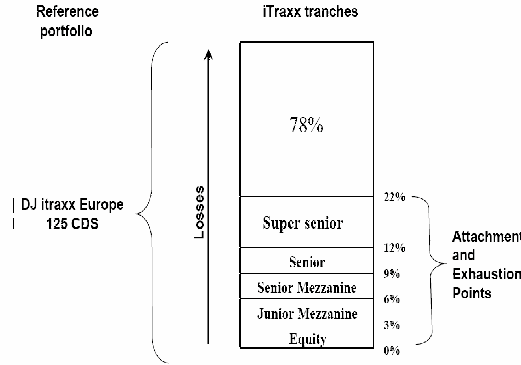 Reference
portfolio
iTraxx tranches
78%
Losses
DJ itraxx Europe
125 CDS
22%
Super senior
12%
Senior
9%
Senior Mezzanine
6%
Junior Mezzanine
3%
Equity
0%
Attachment
and
Exhaustion
Points